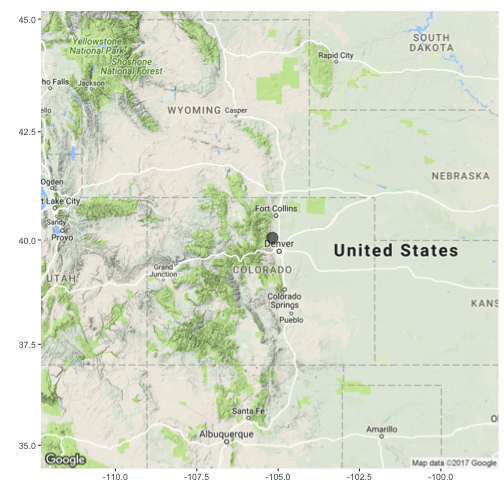 45.0
42.5
40.0
37.5
35.0
Yellowstone
National Park
Shoshone
National Forest
ho Falls
Jackson
ello
Rapid City
SOUTH
DAKOTA
WYOMING
Casper
NEBRASKA
Ogden
t Lake City
Sandy
Provo
Fort Collins
Denver
United States
UTAH
Grand
Junction
COLORADO
Colorado
Springs
Pueblo
KANS
Santa Fe
Albuquerque
Amarillo
O
Google
Map data ©2017 Google
-110.0
-107.5
-105.0
-102.5
-100.0